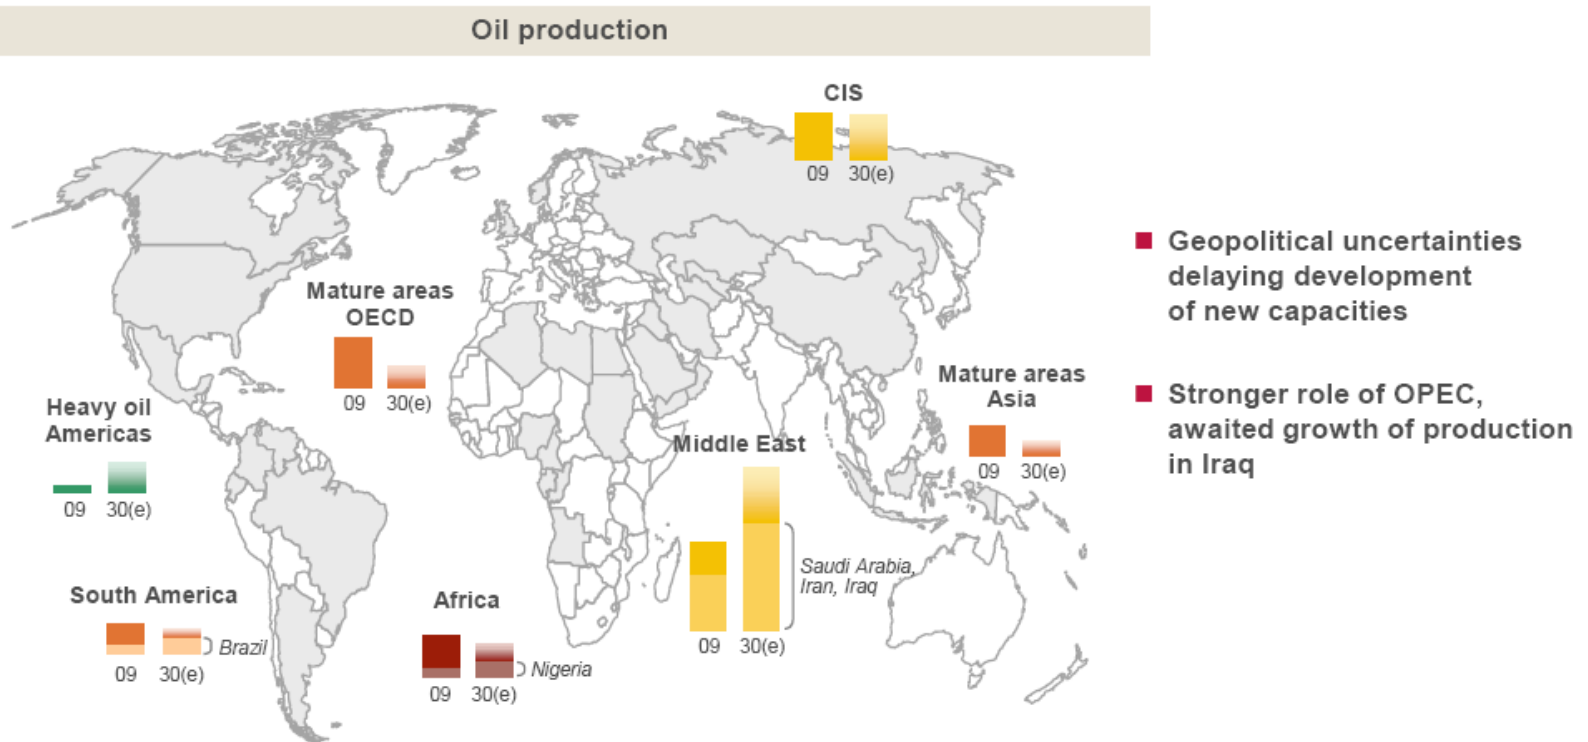 Oil production
CIS
09 30(e)
Mature areas
OECD
09 30(e)
Mature areas
Asia
09 30(e)
Heavy oil
Americas
09 30(e)
Middle East
Saudi Arabia,
Iran, Iraq
09 30(e)
South America
Brazil
09 30(e)
Africa
Nigeria
09 30(e)
Geopolitical uncertainties
delaying development
of new capacities
Stronger role of OPEC,
awaited growth of production
in Iraq